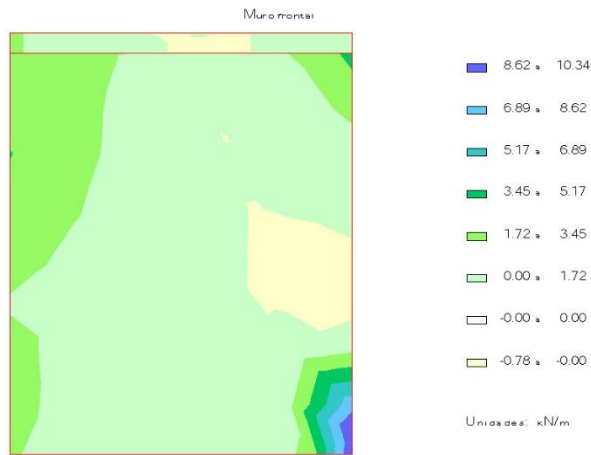 Muro frontal
8.62 a 10.34
6.89 a 8.62
5.17 a 6.89
3.45 a 5.17
1.72 a 3.45
0.00 a 1.72
-0.00 a 0.00
-0.78 a -0.00
Unidades: kN/m